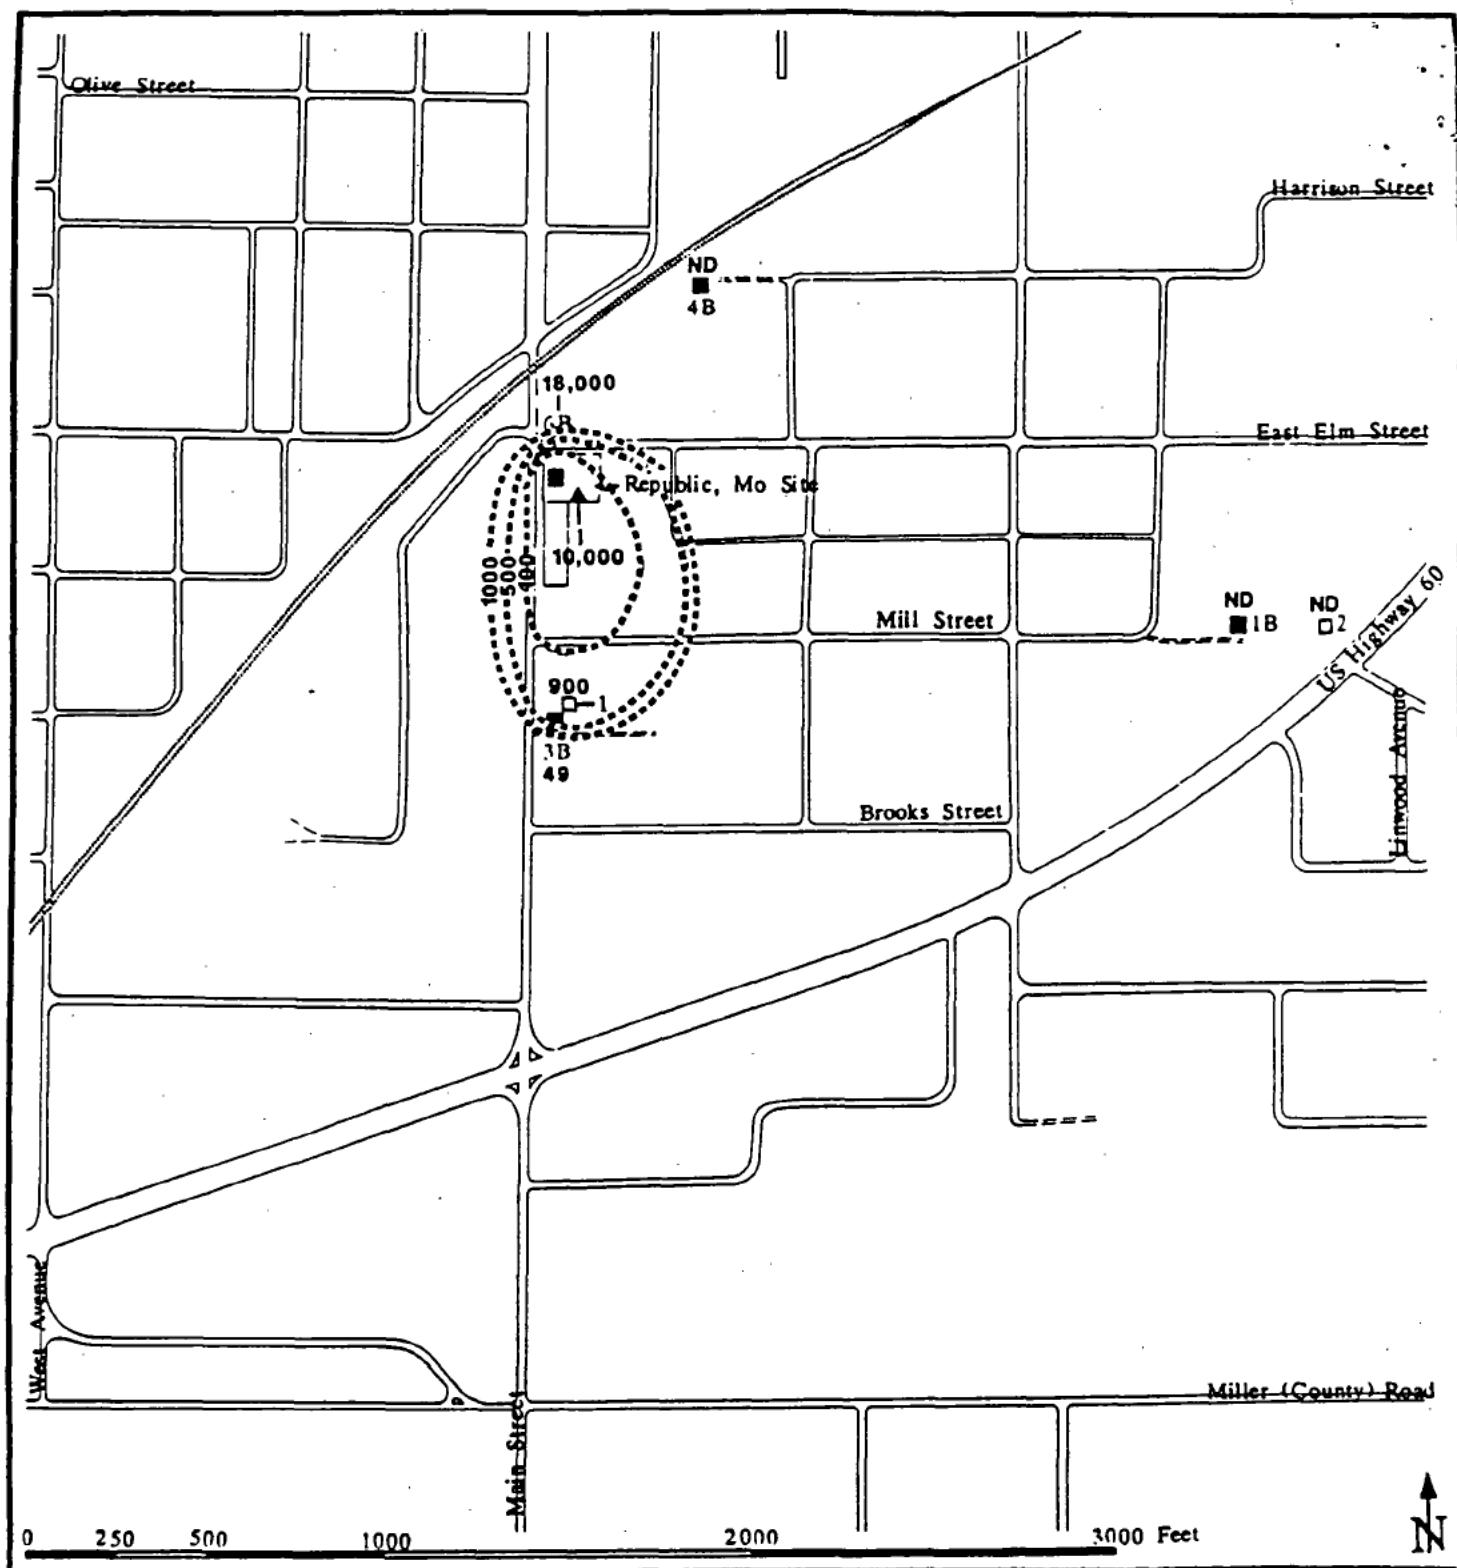 Olive Street
Harrison Street
ND
4B
18,000
East Elm Street
Republic, Mo Site
10,000
1000
500
100
Mill Street
ND
1B
ND
2
US Highway 60
900
1
3B
49
Linwood Avenue
Brooks Street
West Avenue
Miller (County) Road
Main Street
0 250 500 1000 2000 3000 Feet
N